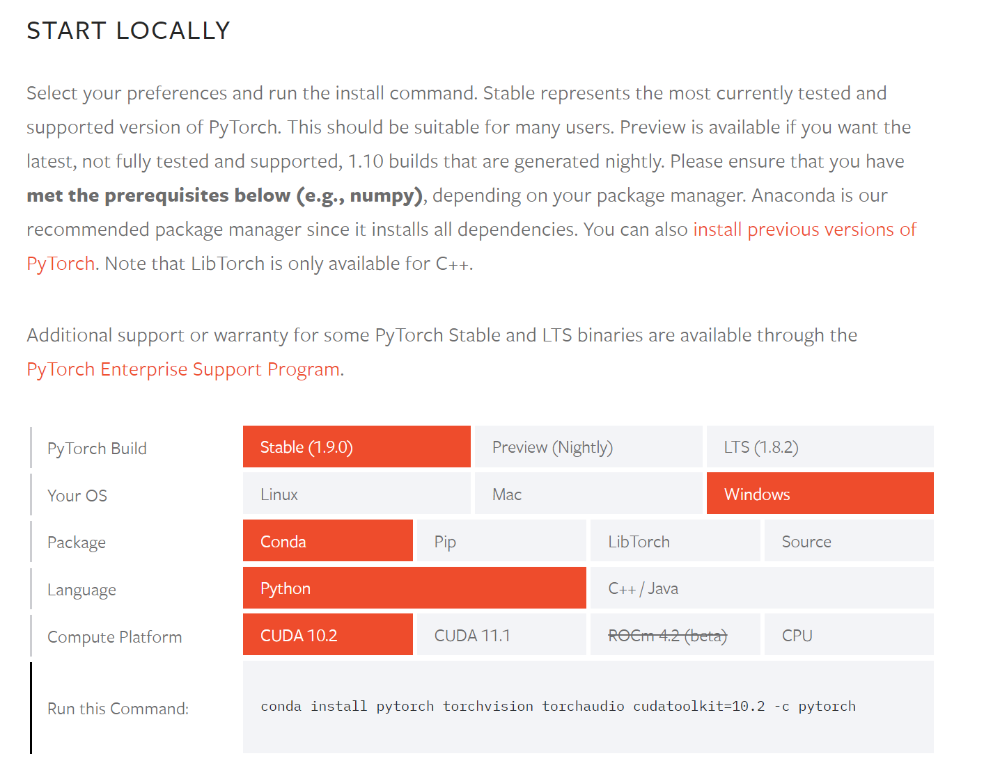 START LOCALLY
Select your preferences and run the install command. Stable represents the most currently tested and
supported version of PyTorch. This should be suitable for many users. Preview is available if you want the
latest, not fully tested and supported, 1.10 builds that are generated nightly. Please ensure that you have
met the prerequisites below (e.g., numpy), depending on your package manager. Anaconda is our
recommended package manager since it installs all dependencies. You can also install previous versions of
PyTorch. Note that LibTorch is only available for C++.
Additional support or warranty for some PyTorch Stable and LTS binaries are available through the
PyTorch Enterprise Support Program.
PyTorch Build Stable (1.9.0) Preview (Nightly) LTS (1.8.2)
Your OS Linux Mac Windows
Package Conda Pip LibTorch Source
Language Python C++ / Java
Compute Platform CUDA 10.2 CUDA 11.1 ROCm 4.2 (beta) CPU
Run this Command: conda install pytorch torchvision torchaudio cudatoolkit=10.2 -c pytorch